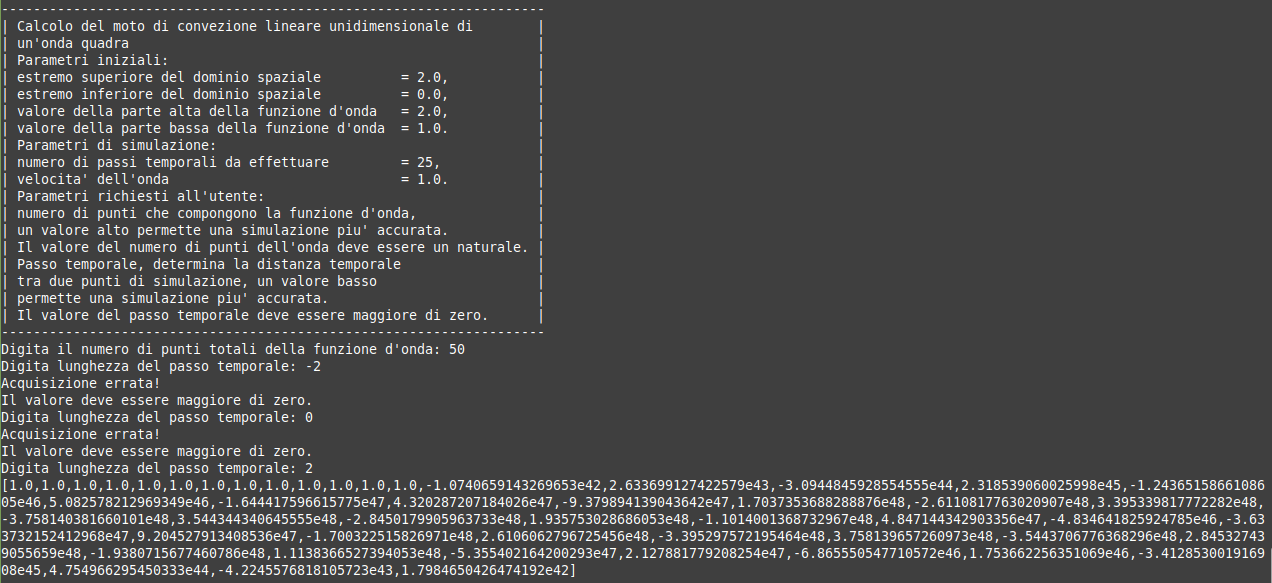 --------------------------------------------------------------------
| Calcolo del moto di convezione lineare unidimensionale di        |
| un'onda quadra                                                   |
| Parametri iniziali:                                              |
| estremo superiore del dominio spaziale          = 2.0,           |
| estremo inferiore del dominio spaziale          = 0.0,           |
| valore della parte alta della funzione d'onda   = 2.0,           |
| valore della parte bassa della funzione d'onda  = 1.0.           |
| Parametri di simulazione:                                        |
| numero di passi temporali da effettuare         = 25,            |
| velocita' dell'onda                             = 1.0.           |
| Parametri richiesti all'utente:                                  |
| numero di punti che compongono la funzione d'onda,               |
| un valore alto permette una simulazione piu' accurata.           |
| Il valore del numero di punti dell'onda deve essere un naturale. |
| Passo temporale, determina la distanza temporale                 |
| tra due punti di simulazione, un valore basso                    |
| permette una simulazione piu' accurata.                          |
| Il valore del passo temporale deve essere maggiore di zero.      |
--------------------------------------------------------------------
Digita il numero di punti totali della funzione d'onda: 50
Digita lunghezza del passo temporale: -2
Acquisizione errata!
Il valore deve essere maggiore di zero.
Digita lunghezza del passo temporale: 0
Acquisizione errata!
Il valore deve essere maggiore di zero.
Digita lunghezza del passo temporale: 2
[1.0,1.0,1.0,1.0,1.0,1.0,1.0,1.0,1.0,1.0,1.0,1.0,1.0,-1.0740659143269653e42,2.633699127422579e43,-3.0944845928554555e44,2.318539060025998e45,-1.24365158661086
05e46,5.082578212969349e46,-1.644417596615775e47,4.320287207184026e47,-9.379894139043642e47,1.7037353688288876e48,-2.6110817763020907e48,3.395339817772282e48,
-3.758140381660101e48,3.544344340645555e48,-2.8450179905963733e48,1.935753028686053e48,-1.1014001368732967e48,4.847144342903356e47,-4.834641825924785e46,-3.63
3732152412968e47,9.204527913408536e47,-1.700322515826971e48,2.6106062796725456e48,-3.395297572195464e48,3.758139657260973e48,-3.5443706776368296e48,2.84532743
9055659e48,-1.9380715677460786e48,1.1138366527394053e48,-5.355402164200293e47,2.127881779208254e47,-6.865550547710572e46,1.753662256351069e46,-3.4128530019169
08e45,4.754966295450333e44,-4.2245576818105723e43,1.7984650426474192e42]